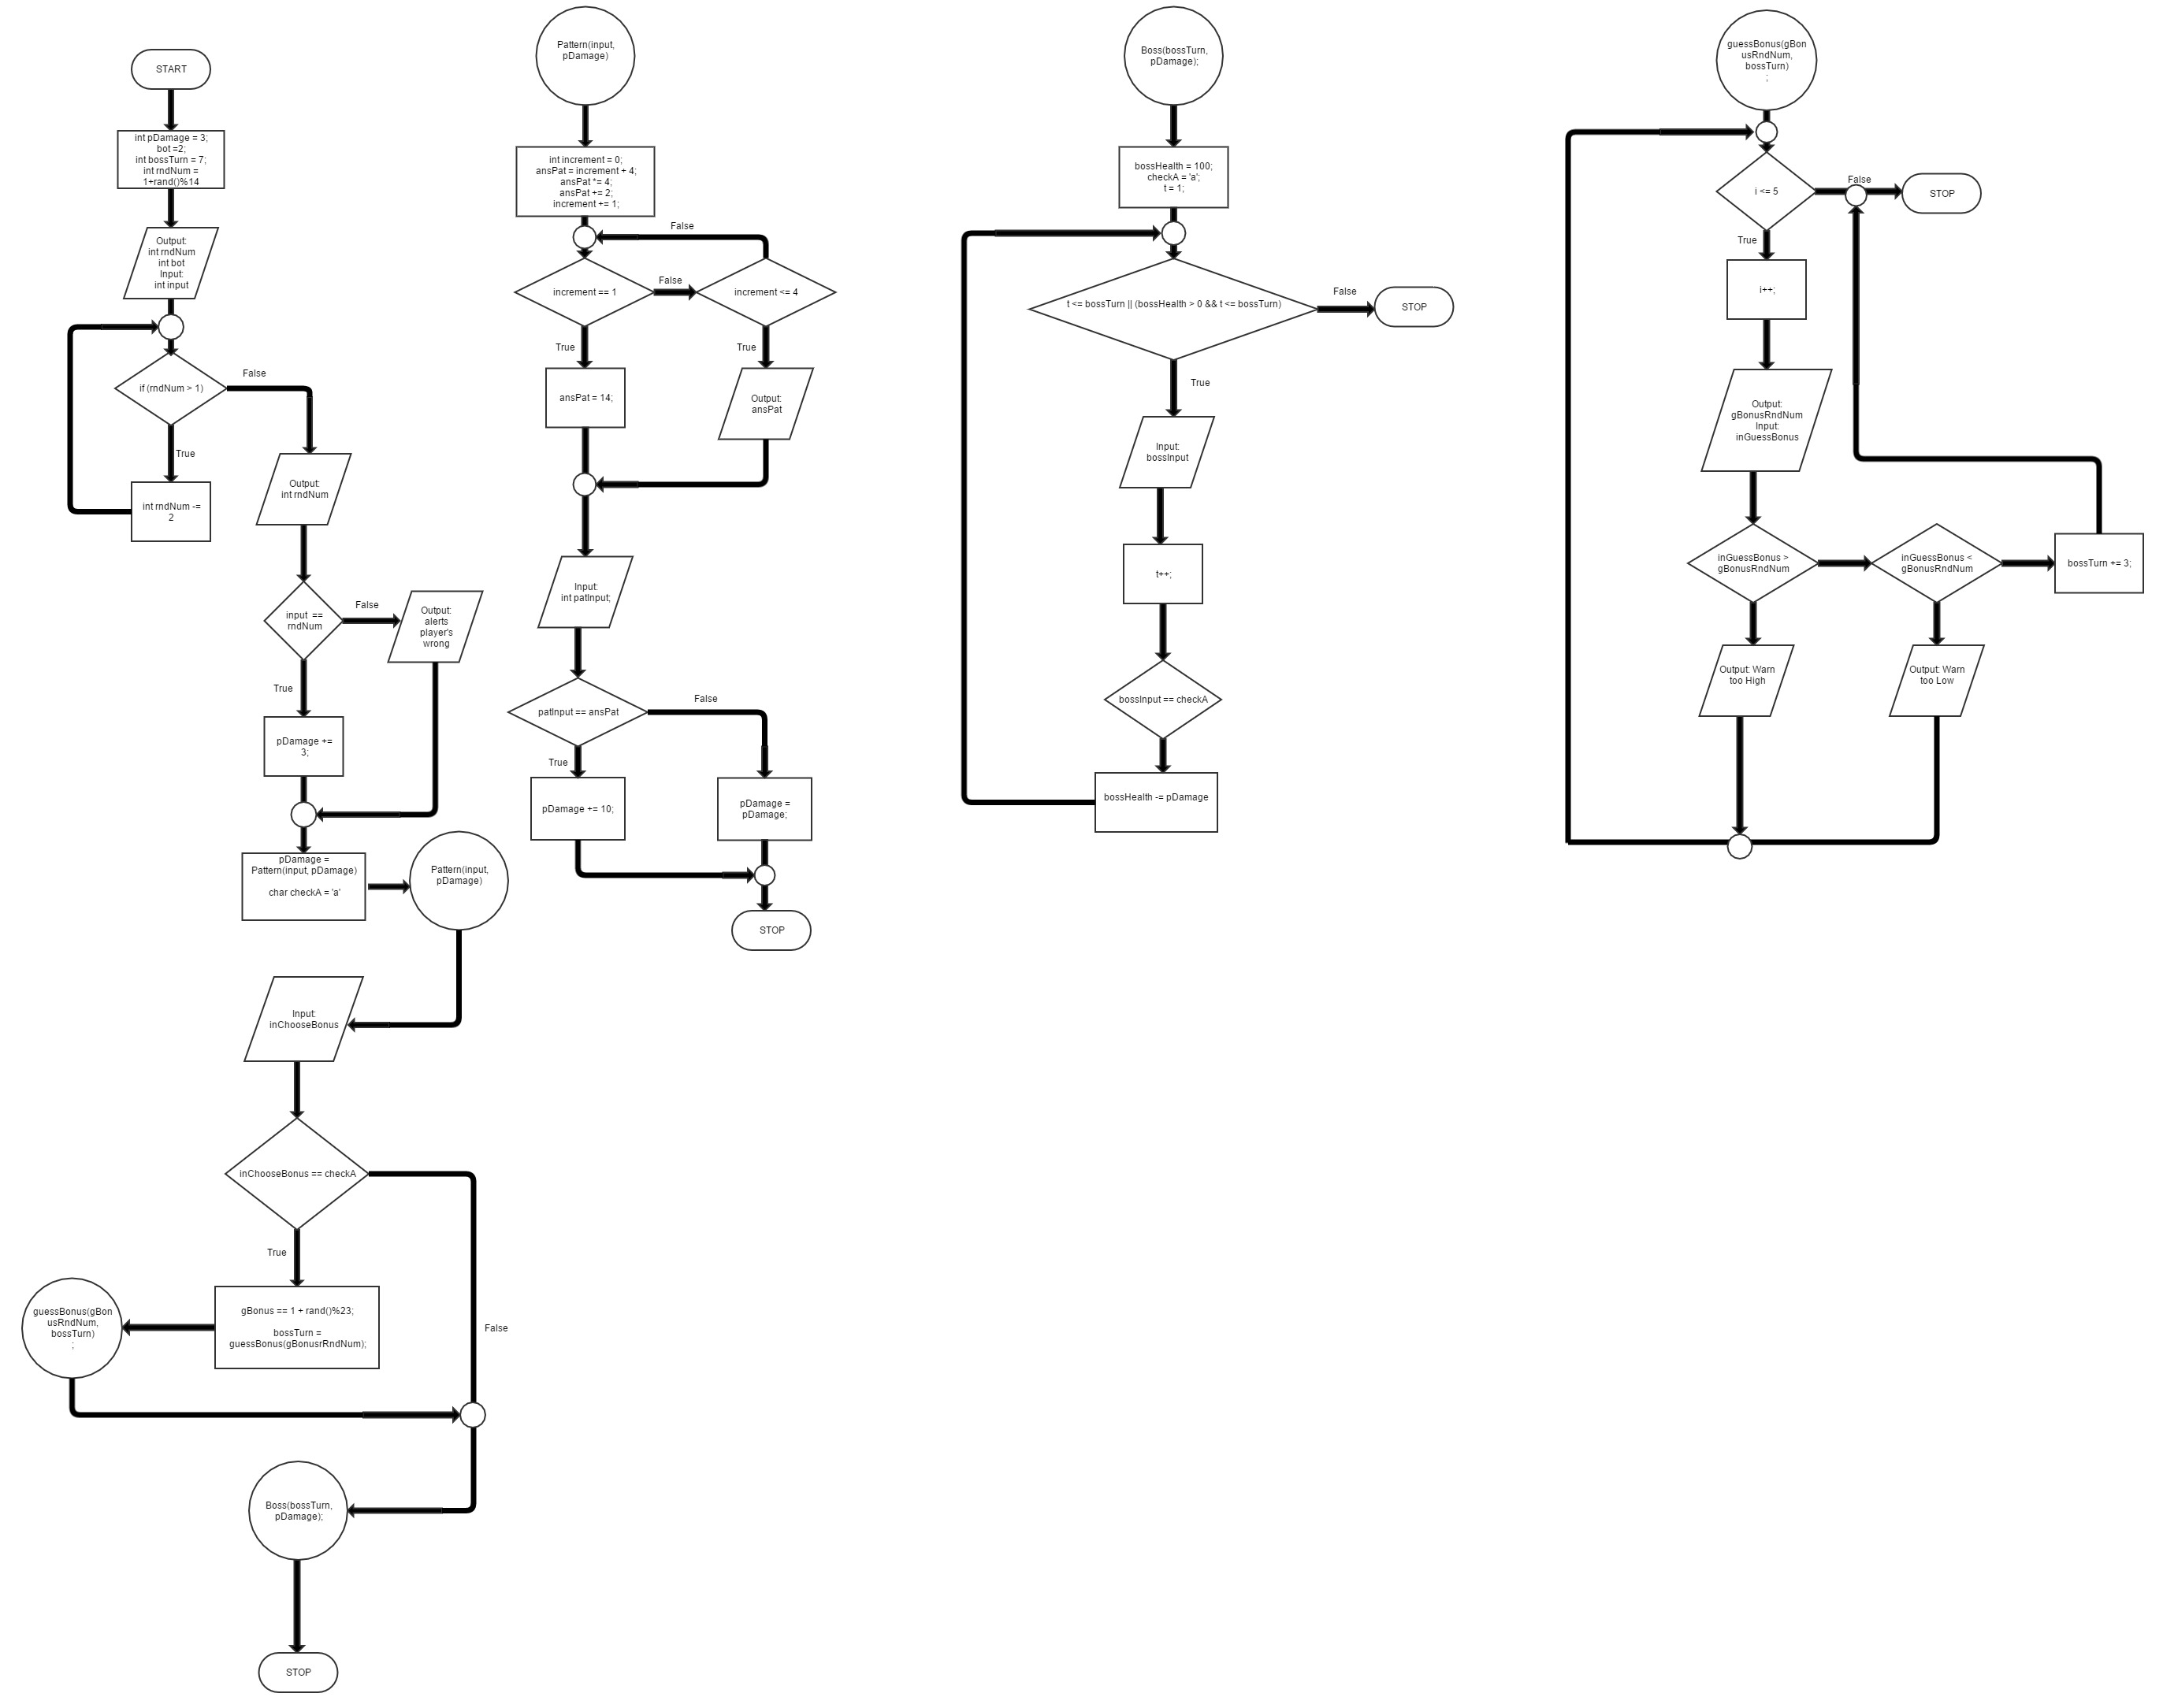 START
int pDamage = 3;
bot =2;
int bossTurn = 7;
int rndNum =
1+rand()%14
Output:
int rndNum
int bot
Input:
int input
if (rndNum > 1)
False
True
int rndNum -=
2
Output:
int rndNum
input  ==
rndNum
False
Output:
alerts
player's
wrong
True
pDamage +=
3;
pDamage =
Pattern(input, pDamage)
char checkA = 'a'
Pattern(input,
pDamage)
Input:
inChooseBonus
inChooseBonus == checkA
True
False
gBonus == 1 + rand()%23;
bossTurn =
guessBonus(gBonusrRndNum);
guessBonus(gBon
usRndNum,
bossTurn)
;
Boss(bossTurn,
pDamage);
STOP
Pattern(input,
pDamage)
int increment = 0;
ansPat = increment + 4;
ansPat *= 4;
ansPat += 2;
increment += 1;
False
increment == 1
False
increment <= 4
True
True
ansPat = 14;
Output:
ansPat
Input:
int patInput;
patInput == ansPat
False
True
pDamage += 10;
pDamage =
pDamage;
STOP
Boss(bossTurn,
pDamage);
bossHealth = 100;
checkA = 'a';
t = 1;
t <= bossTurn || (bossHealth > 0 && t <= bossTurn)
False
STOP
True
Input:
bossInput
t++;
bossInput == checkA
bossHealth -= pDamage
guessBonus(gBon
usRndNum,
bossTurn)
;
i <= 5
False
STOP
True
i++;
Output:
gBonusRndNum
Input:
inGuessBonus
inGuessBonus >
gBonusRndNum
inGuessBonus <
gBonusRndNum
bossTurn += 3;
Output: Warn
too High
Output: Warn
too Low